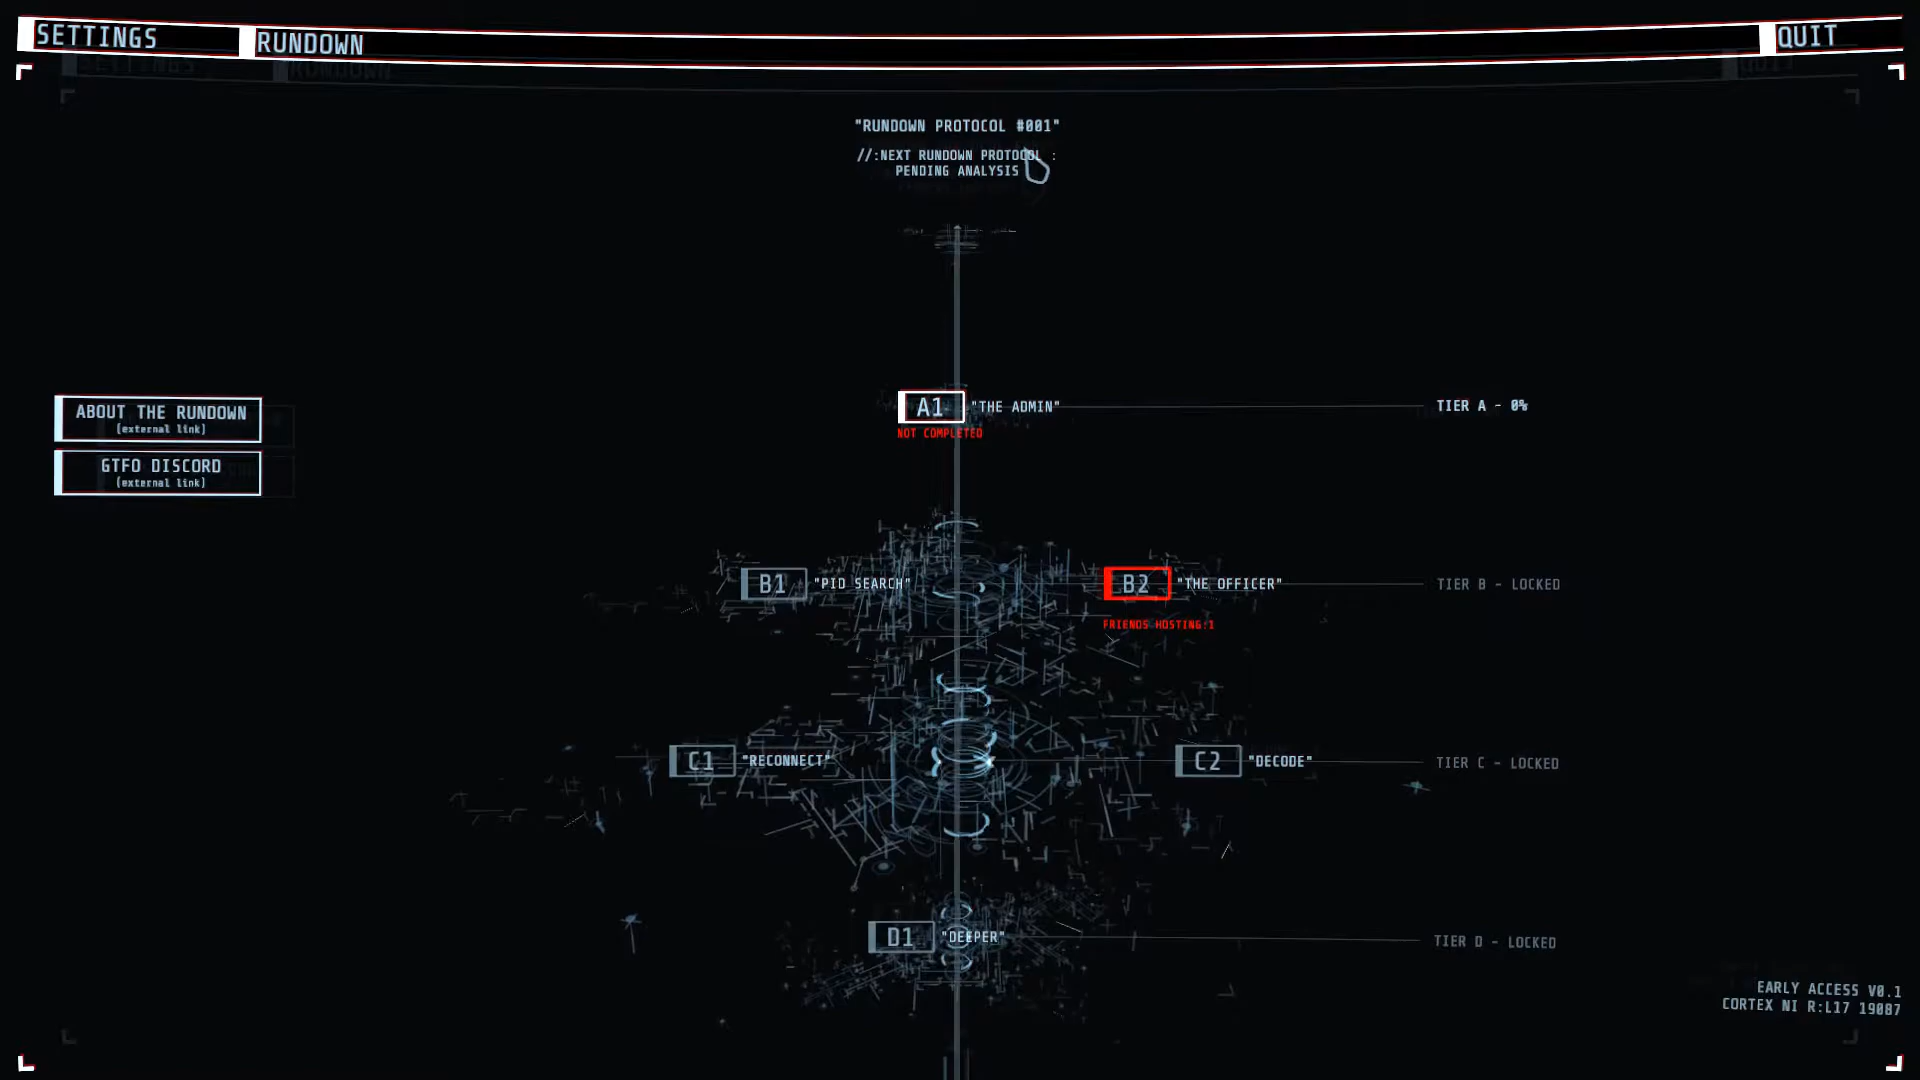 SETTINGS
RUNDOWN
QUIT
"RUNDOWN PROTOCOL #001"
//:NEXT RUNDOWN PROTOCOL :
PENDING ANALYSIS
A1 "THE ADMIN"
TIER A - 0%
NOT COMPLETED
ABOUT THE RUNDOWN
(external link)
GTFO DISCORD
(external link)
B1 "PID SEARCH"
B2 "THE OFFICER"
TIER B - LOCKED
FRIENDS HOSTING:1
C1 "RECONNECT"
C2 "DECODE"
TIER C - LOCKED
D1 "DEEPER"
TIER D - LOCKED
EARLY ACCESS V0.1
CORTEX NI R:L17 19087